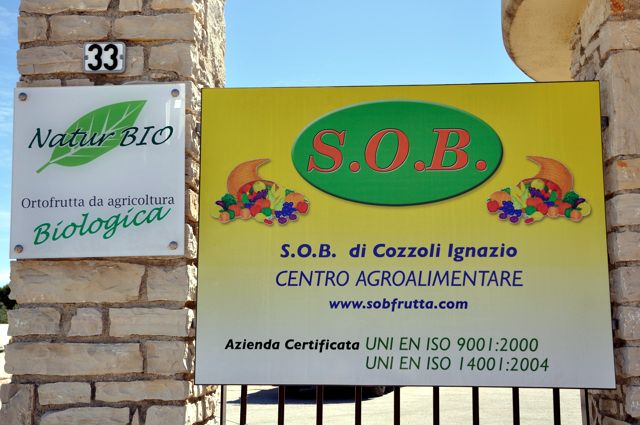 33
Natur BIO
Ortofrutta da agricoltura
Biologica
S.O.B.
S.O.B. di Cozzoli Ignazio
CENTRO AGROALIMENTARE
www.sobfrutta.com
Azienda Certificata UNI EN ISO 9001:2000
UNI EN ISO 14001:2004